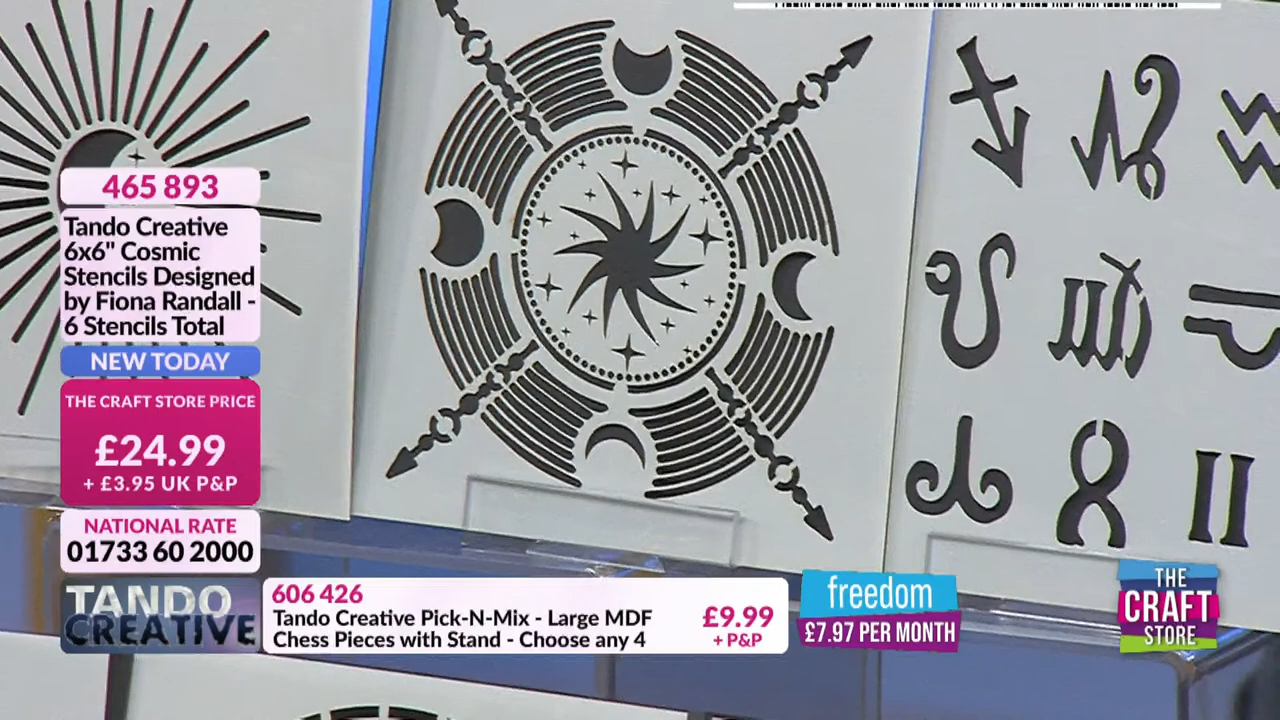 465 893
Tando Creative
6x6" Cosmic
Stencils Designed
by Fiona Randall -
6 Stencils Total
NEW TODAY
THE CRAFT STORE PRICE
£24.99
+ £3.95 UK P&P
NATIONAL RATE
01733 60 2000
TANDO
CREATIVE
606 426
Tando Creative Pick-N-Mix - Large MDF
Chess Pieces with Stand - Choose any 4
£9.99
+ P&P
freedom
£7.97 PER MONTH
THE
CRAFT
STORE